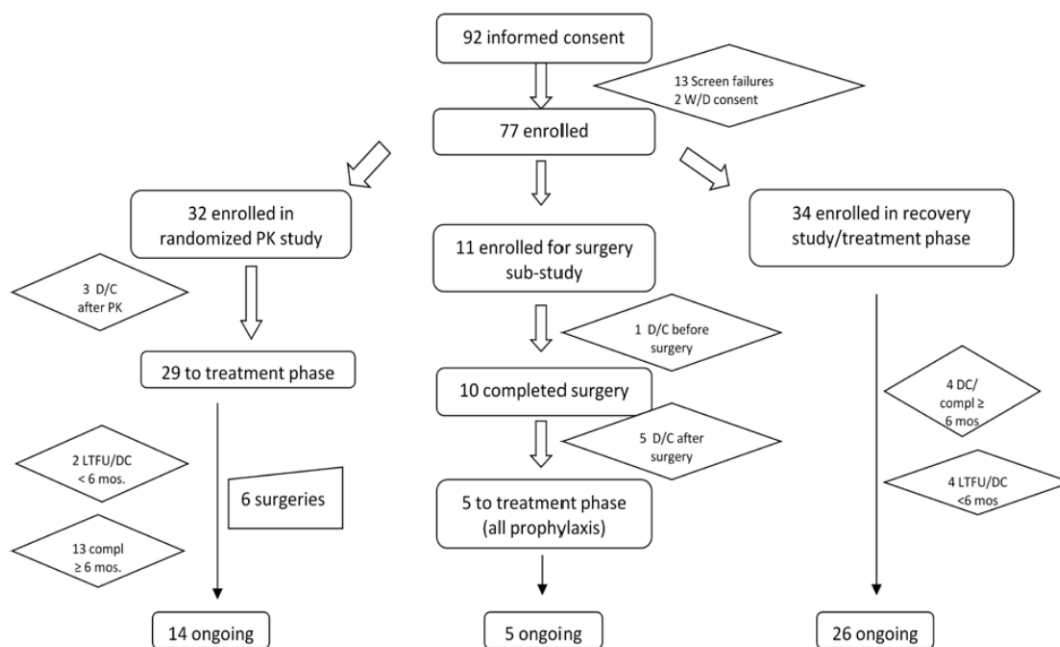 92 informed consent
13 Screen failures
2 W/D consent
77 enrolled
32 enrolled in
randomized PK study
11 enrolled for surgery
sub-study
34 enrolled in recovery
study/treatment phase
3 D/C
after PK
1 D/C before
surgery
29 to treatment phase
10 completed surgery
4 DC/
compl ≥
6 mos
5 D/C after
surgery
2 LTFU/DC
< 6 mos.
6 surgeries
5 to treatment phase
(all prophylaxis)
4 LTFU/DC
<6 mos
13 compl
≥ 6 mos.
14 ongoing
5 ongoing
26 ongoing